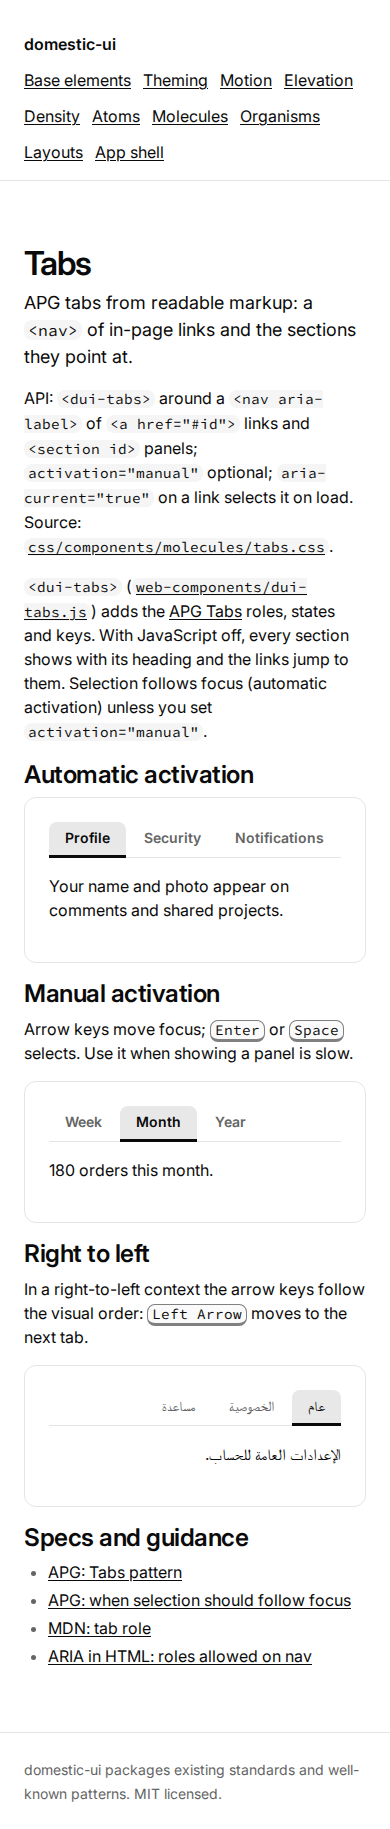 domestic-ui
Base elements Theming Motion Elevation
Density Atoms Molecules Organisms
Layouts App shell
Tabs
APG tabs from readable markup: a
<nav> of in-page links and the sections
they point at.
API: <dui-tabs> around a <nav aria-
label> of <a href="#id"> links and
<section id> panels;
activation="manual" optional; aria-
current="true" on a link selects it on load.
Source:
css/components/molecules/tabs.css.
<dui-tabs> (web-components/dui-
tabs.js) adds the APG Tabs roles, states
and keys. With JavaScript off, every section
shows with its heading and the links jump to
them. Selection follows focus (automatic
activation) unless you set
activation="manual".
Automatic activation
Profile Security Notifications
Your name and photo appear on
comments and shared projects.
Manual activation
Arrow keys move focus; Enter or Space
selects. Use it when showing a panel is slow.
Week Month Year
180 orders this month.
Right to left
In a right-to-left context the arrow keys follow
the visual order: Left Arrow moves to the
next tab.
عام الخصوصية مساعدة
الإعدادات العامة للحساب.
Specs and guidance
APG: Tabs pattern
APG: when selection should follow focus
MDN: tab role
ARIA in HTML: roles allowed on nav
domestic-ui packages existing standards and well-
known patterns. MIT licensed.